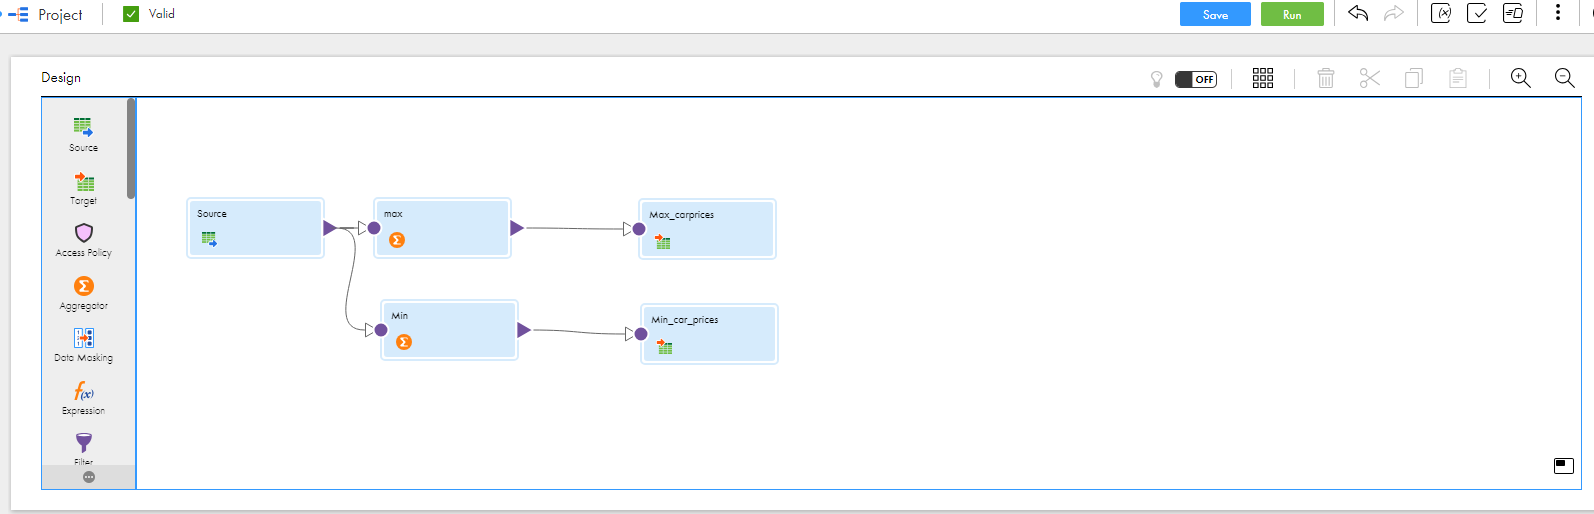 Project
Valid
Save
Run
(x)
Design
OFF
Source
Target
Access Policy
Aggregator
Data Masking
f(x)
Expression
Filter
Source
max
Max_carprices
Min
Min_car_prices